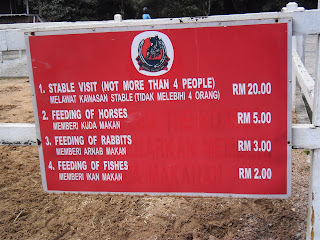 1. STABLE VISIT (NOT MORE THAN 4 PEOPLE) RM 20.00
MELAWAT KAWASAN STABLE (TIDAK MELEBIHI 4 ORANG)
2. FEEDING OF HORSES RM 5.00
MEMBERI KUDA MAKAN
3. FEEDING OF RABBITS RM 3.00
MEMBERI ARNAB MAKAN
4. FEEDING OF FISHES RM 2.00
MEMBERI IKAN MAKAN